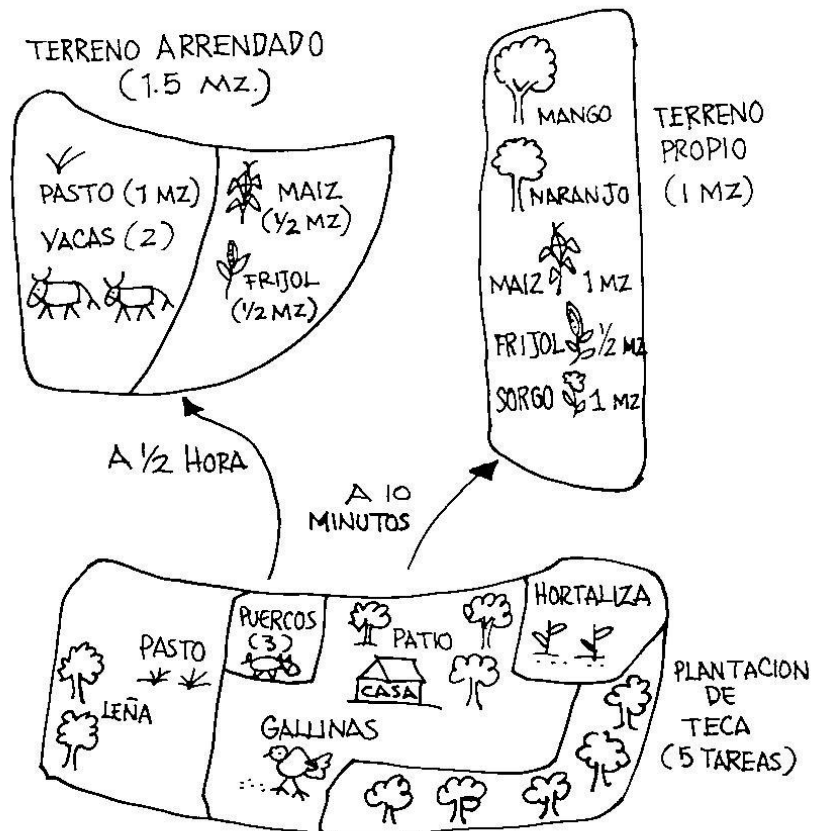 TERRENO ARRENDADO
(1.5 MZ.)
PASTO (1 MZ)
VACAS (2)
MAIZ
(1/2 MZ)
FRIJOL
(1/2 MZ)
MANGO
NARANJO
MAIZ 1 MZ
FRIJOL 1/2 MZ
SORGO 1 MZ
TERRENO
PROPIO
(1 MZ)
A 1/2 HORA
A 10
MINUTOS
PASTO
LEÑA
PUERCOS
(3)
PATIO
CASA
GALLINAS
HORTALIZA
PLANTACION
DE
TECA
(5 TAREAS)